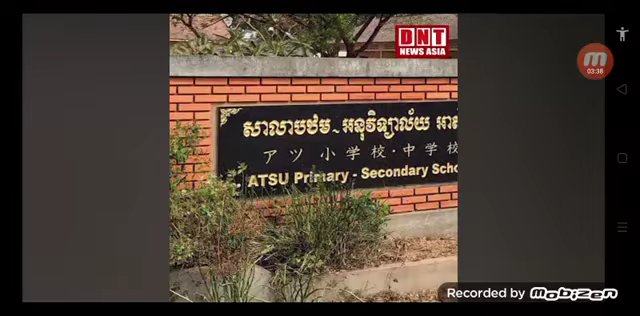 DNT
NEWS ASIA
03:38
សាលាបឋម - អនុវិទ្យាល័យ
アツ 小学校・中学校
ATSU Primary - Secondary Scho
Recorded by Mobizen